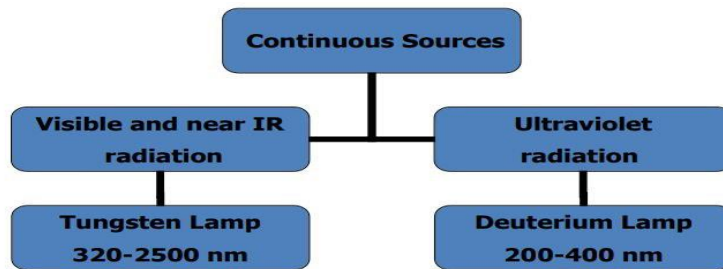 Continuous Sources
Visible and near IR
radiation
Ultraviolet
radiation
Tungsten Lamp
320-2500 nm
Deuterium Lamp
200-400 nm